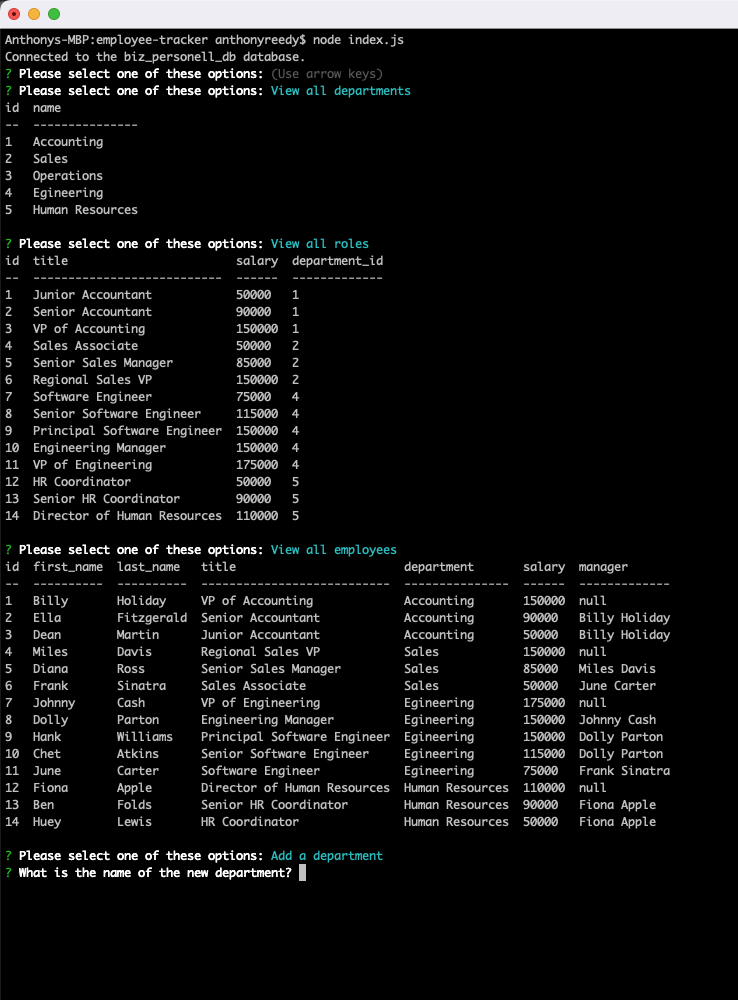 Anthonys-MBP:employee-tracker anthonyreedy$ node index.js
Connected to the biz_personell_db database.
? Please select one of these options: (Use arrow keys)
? Please select one of these options: View all departments
id  name
--  ---------------
1   Accounting
2   Sales
3   Operations
4   Egineering
5   Human Resources

? Please select one of these options: View all roles
id  title                        salary  department_id
--  ---------------------------  ------  -------------
1   Junior Accountant            50000   1
2   Senior Accountant            90000   1
3   VP of Accounting             150000  1
4   Sales Associate              50000   2
5   Senior Sales Manager         85000   2
6   Regional Sales VP            150000  2
7   Software Engineer            75000   4
8   Senior Software Engineer     115000  4
9   Principal Software Engineer  150000  4
10  Engineering Manager          150000  4
11  VP of Engineering            175000  4
12  HR Coordinator               50000   5
13  Senior HR Coordinator        90000   5
14  Director of Human Resources  110000  5

? Please select one of these options: View all employees
id  first_name  last_name   title                        department       salary  manager
--  ----------  ----------  ---------------------------  ---------------  ------  -------------
1   Billy       Holiday     VP of Accounting             Accounting       150000  null
2   Ella        Fitzgerald  Senior Accountant            Accounting       90000   Billy Holiday
3   Dean        Martin      Junior Accountant            Accounting       50000   Billy Holiday
4   Miles       Davis       Regional Sales VP            Sales            150000  null
5   Diana       Ross        Senior Sales Manager         Sales            85000   Miles Davis
6   Frank       Sinatra     Sales Associate              Sales            50000   June Carter
7   Johnny      Cash        VP of Engineering            Egineering       175000  null
8   Dolly       Parton      Engineering Manager          Egineering       150000  Johnny Cash
9   Hank        Williams    Principal Software Engineer  Egineering       150000  Dolly Parton
10  Chet        Atkins      Senior Software Engineer     Egineering       115000  Dolly Parton
11  June        Carter      Software Engineer            Egineering       75000   Frank Sinatra
12  Fiona       Apple       Director of Human Resources  Human Resources  110000  null
13  Ben         Folds       Senior HR Coordinator        Human Resources  90000   Fiona Apple
14  Huey        Lewis       HR Coordinator               Human Resources  50000   Fiona Apple

? Please select one of these options: Add a department
? What is the name of the new department?